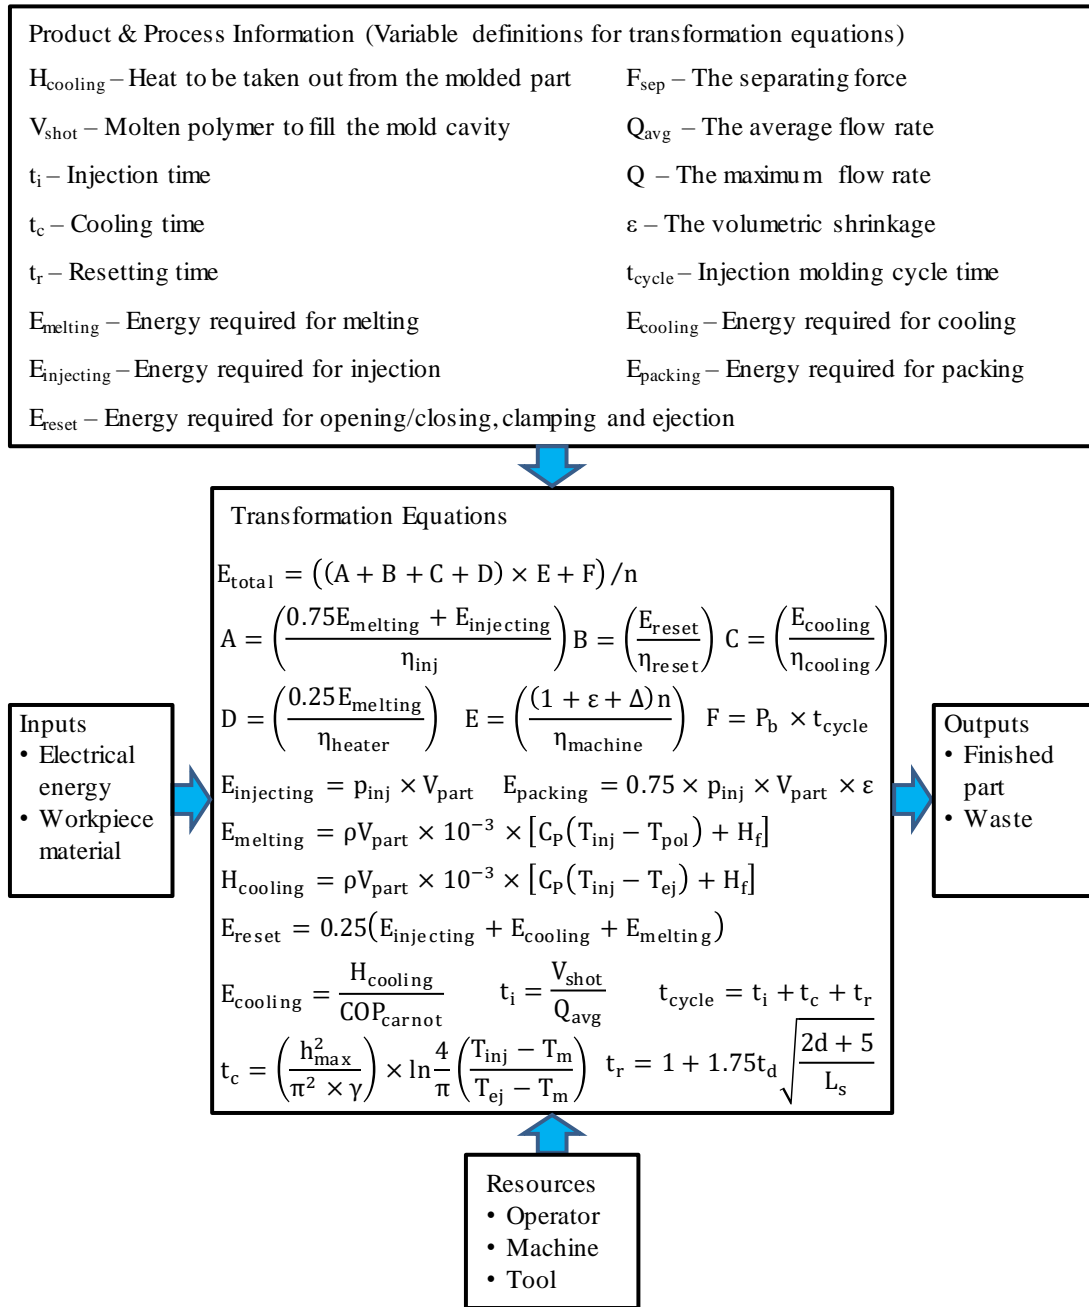 Product & Process Information (Variable definitions for transformation equations)
H_cooling – Heat to be taken out from the molded part
F_sep – The separating force
V_shot – Molten polymer to fill the mold cavity
Q_avg – The average flow rate
t_i – Injection time
Q – The maximum flow rate
t_c – Cooling time
ε – The volumetric shrinkage
t_r – Resetting time
t_cycle – Injection molding cycle time
E_melting – Energy required for melting
E_cooling – Energy required for cooling
E_injecting – Energy required for injection
E_packing – Energy required for packing
E_reset – Energy required for opening/closing, clamping and ejection
Transformation Equations
E_total = ((A + B + C + D) × E + F)/n
A = ((0.75E_melting + E_injecting)/η_inj) B = (E_reset/η_reset) C = (E_cooling/η_cooling)
D = (0.25E_melting/η_heater) E = ((1 + ε + Δ)n/η_machine) F = P_b × t_cycle
E_injecting = p_inj × V_part E_packing = 0.75 × p_inj × V_part × ε
E_melting = ρV_part × 10⁻³ × [C_P(T_inj − T_pol) + H_f]
H_cooling = ρV_part × 10⁻³ × [C_P(T_inj − T_ej) + H_f]
E_reset = 0.25(E_injecting + E_cooling + E_melting)
E_cooling = H_cooling/COP_carnot t_i = V_shot/Q_avg t_cycle = t_i + t_c + t_r
t_c = (h²_max/(π² × γ)) × ln 4/π ((T_inj − T_m)/(T_ej − T_m)) t_r = 1 + 1.75t_d √((2d + 5)/L_s)
Inputs
• Electrical
energy
• Workpiece
material
Outputs
• Finished
part
• Waste
Resources
• Operator
• Machine
• Tool